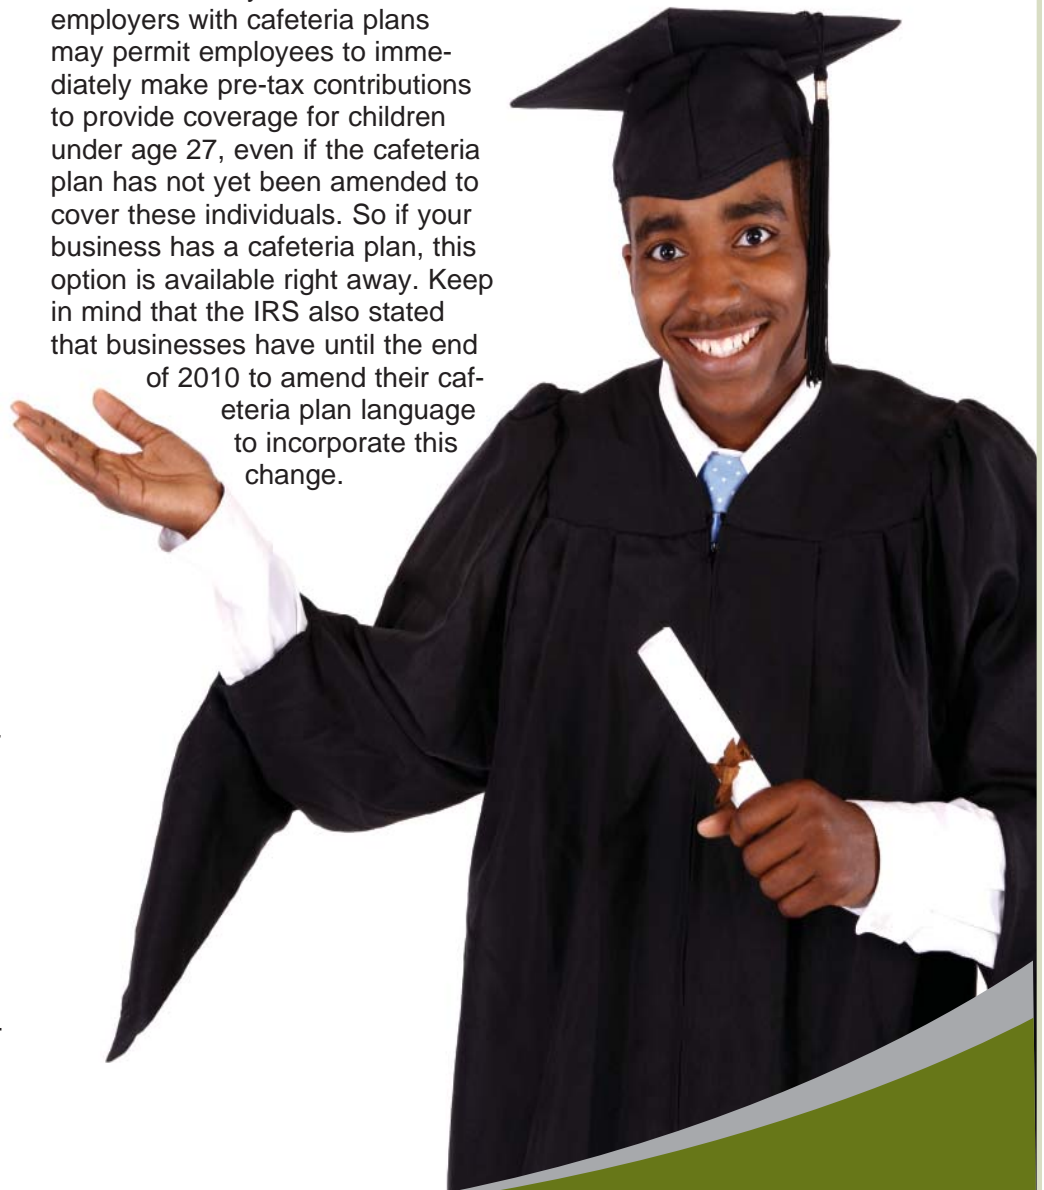 employers with cafeteria plans
may permit employees to imme-
diately make pre-tax contributions
to provide coverage for children
under age 27, even if the cafeteria
plan has not yet been amended to
cover these individuals. So if your
business has a cafeteria plan, this
option is available right away. Keep
in mind that the IRS also stated
that businesses have until the end
of 2010 to amend their caf-
eteria plan language
to incorporate this
change.